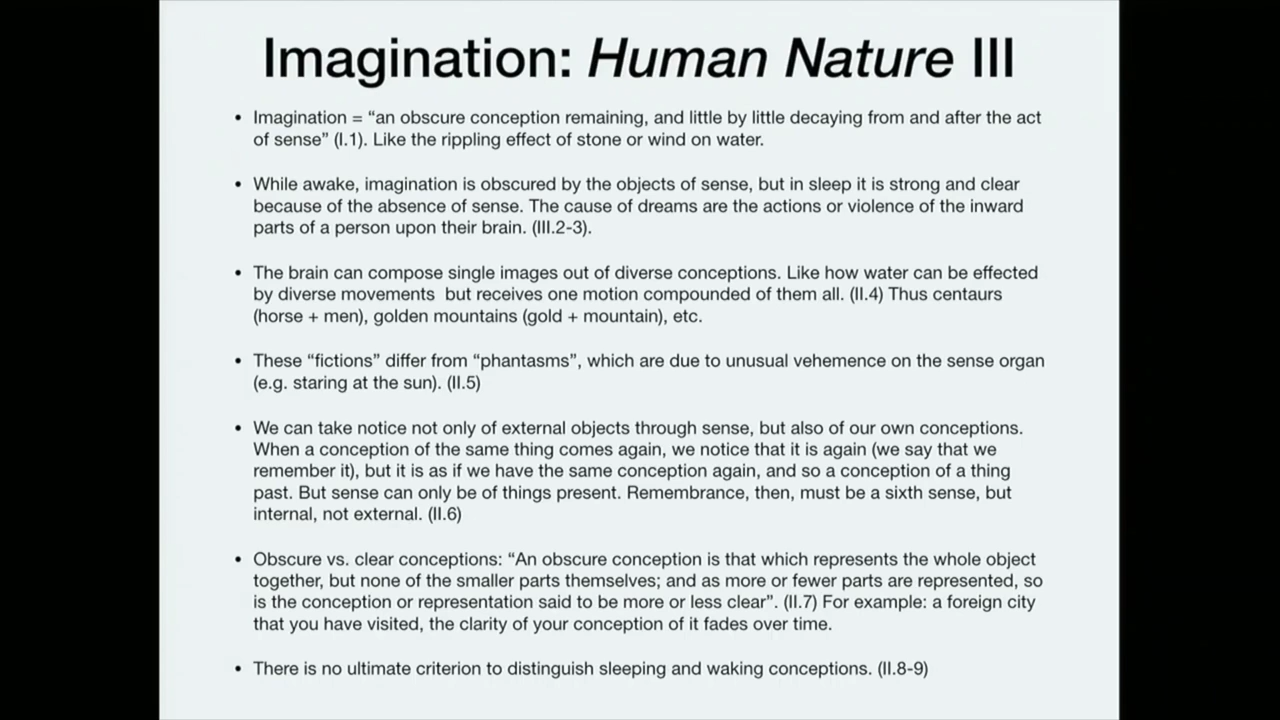 Imagination: Human Nature III
• Imagination = “an obscure conception remaining, and little by little decaying from and after the act
of sense” (I.1). Like the rippling effect of stone or wind on water.
• While awake, imagination is obscured by the objects of sense, but in sleep it is strong and clear
because of the absence of sense. The cause of dreams are the actions or violence of the inward
parts of a person upon their brain. (III.2-3).
• The brain can compose single images out of diverse conceptions. Like how water can be effected
by diverse movements  but receives one motion compounded of them all. (II.4) Thus centaurs
(horse + men), golden mountains (gold + mountain), etc.
• These “fictions” differ from “phantasms”, which are due to unusual vehemence on the sense organ
(e.g. staring at the sun). (II.5)
• We can take notice not only of external objects through sense, but also of our own conceptions.
When a conception of the same thing comes again, we notice that it is again (we say that we
remember it), but it is as if we have the same conception again, and so a conception of a thing
past. But sense can only be of things present. Remembrance, then, must be a sixth sense, but
internal, not external. (II.6)
• Obscure vs. clear conceptions: “An obscure conception is that which represents the whole object
together, but none of the smaller parts themselves; and as more or fewer parts are represented, so
is the conception or representation said to be more or less clear”. (II.7) For example: a foreign city
that you have visited, the clarity of your conception of it fades over time.
• There is no ultimate criterion to distinguish sleeping and waking conceptions. (II.8-9)